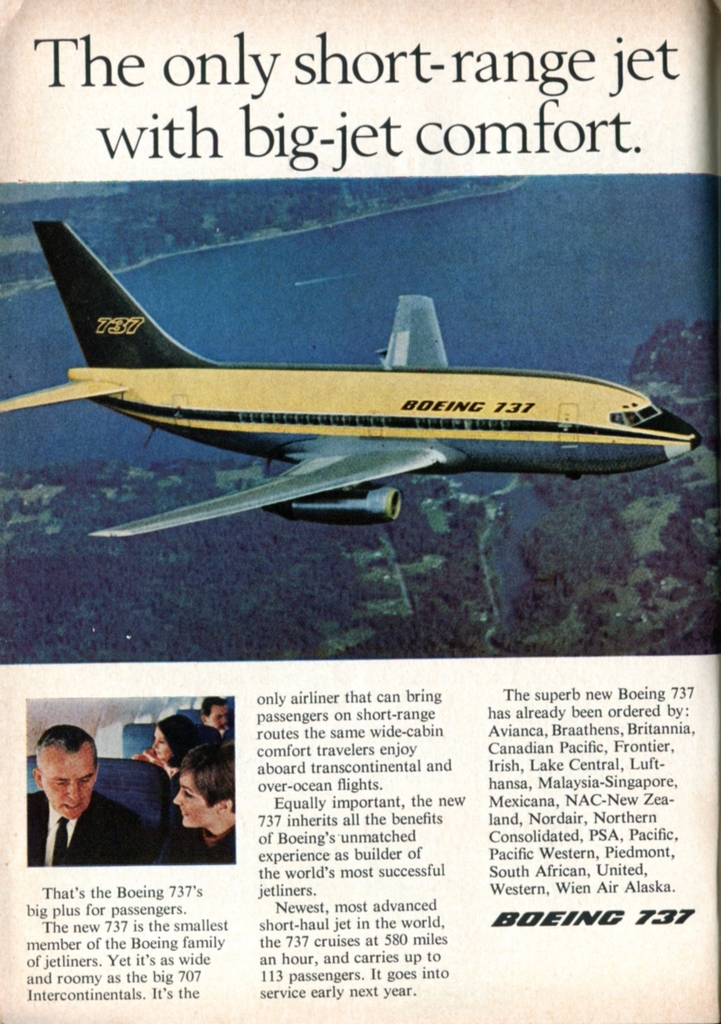 The only short-range jet
with big-jet comfort.
737
BOEING 737
That's the Boeing 737's
big plus for passengers.
The new 737 is the smallest
member of the Boeing family
of jetliners. Yet it's as wide
and roomy as the big 707
Intercontinentals. It's the
only airliner that can bring
passengers on short-range
routes the same wide-cabin
comfort travelers enjoy
aboard transcontinental and
over-ocean flights.
Equally important, the new
737 inherits all the benefits
of Boeing's unmatched
experience as builder of
the world's most successful
jetliners.
Newest, most advanced
short-haul jet in the world,
the 737 cruises at 580 miles
an hour, and carries up to
113 passengers. It goes into
service early next year.
The superb new Boeing 737
has already been ordered by:
Avianca, Braathens, Britannia,
Canadian Pacific, Frontier,
Irish, Lake Central, Luft-
hansa, Malaysia-Singapore,
Mexicana, NAC-New Zea-
land, Nordair, Northern
Consolidated, PSA, Pacific,
Pacific Western, Piedmont,
South African, United,
Western, Wien Air Alaska.
BOEING 737